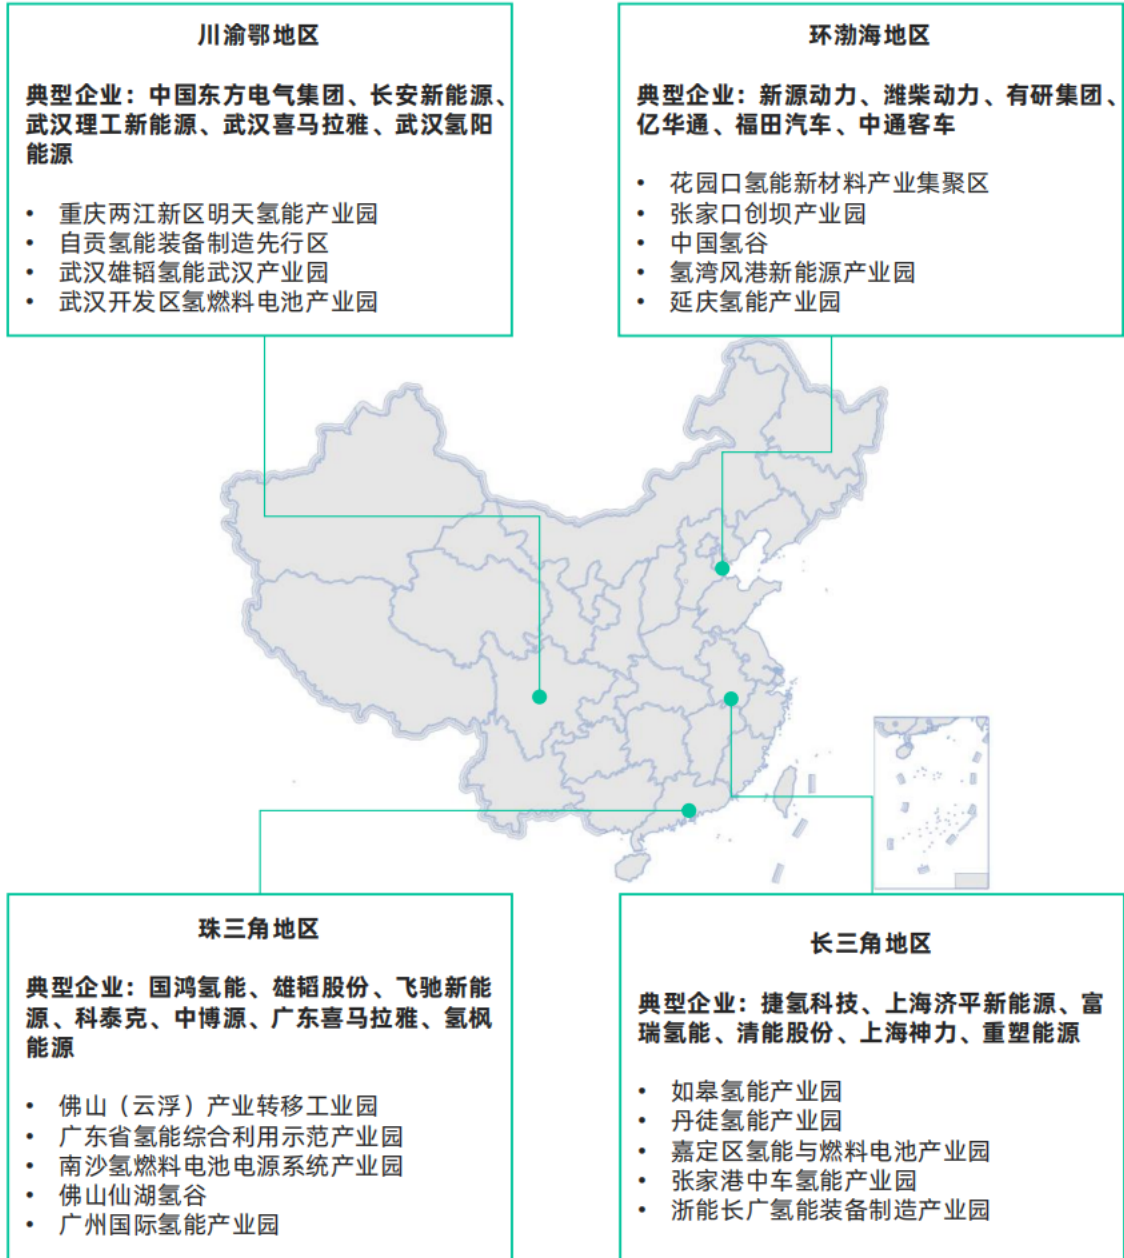 川渝鄂地区
典型企业：中国东方电气集团、长安新能源、
武汉理工新能源、武汉喜马拉雅、武汉氢阳
能源
• 重庆两江新区明天氢能产业园
• 自贡氢能装备制造先行区
• 武汉雄韬氢能武汉产业园
• 武汉开发区氢燃料电池产业园
环渤海地区
典型企业：新源动力、潍柴动力、有研集团、
亿华通、福田汽车、中通客车
• 花园口氢能新材料产业集聚区
• 张家口创坝产业园
• 中国氢谷
• 氢湾风港新能源产业园
• 延庆氢能产业园
珠三角地区
典型企业：国鸿氢能、雄韬股份、飞驰新能
源、科泰克、中博源、广东喜马拉雅、氢枫
能源
• 佛山（云浮）产业转移工业园
• 广东省氢能综合利用示范产业园
• 南沙氢燃料电池电源系统产业园
• 佛山仙湖氢谷
• 广州国际氢能产业园
长三角地区
典型企业：捷氢科技、上海济平新能源、富
瑞氢能、清能股份、上海神力、重塑能源
• 如皋氢能产业园
• 丹徒氢能产业园
• 嘉定区氢能与燃料电池产业园
• 张家港中车氢能产业园
• 浙能长广氢能装备制造产业园